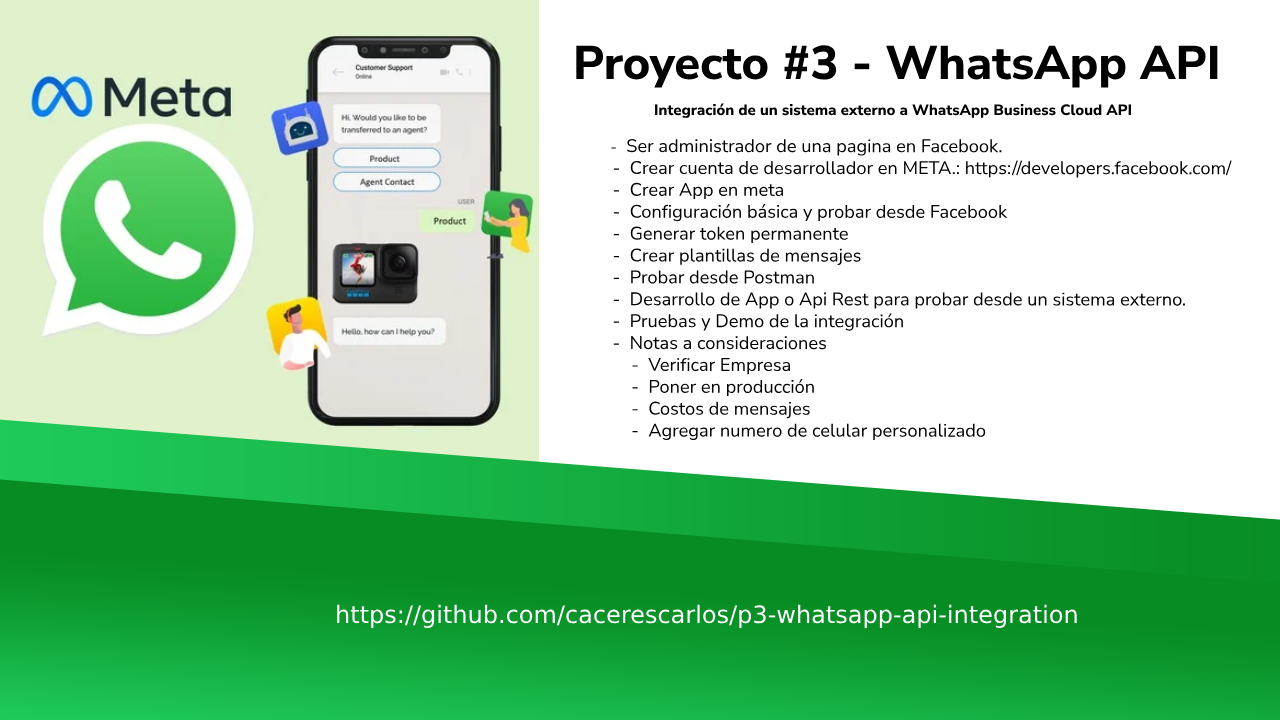 Meta
Customer Support
Online
Hi, Would you like to be
transferred to an agent?
Product
Agent Contact
USER
Product
Hello, how can I help you?
Proyecto #3 - WhatsApp API
Integración de un sistema externo a WhatsApp Business Cloud API
- Ser administrador de una pagina en Facebook.
- Crear cuenta de desarrollador en META.: https://developers.facebook.com/
- Crear App en meta
- Configuración básica y probar desde Facebook
- Generar token permanente
- Crear plantillas de mensajes
- Probar desde Postman
- Desarrollo de App o Api Rest para probar desde un sistema externo.
- Pruebas y Demo de la integración
- Notas a consideraciones
- Verificar Empresa
- Poner en producción
- Costos de mensajes
- Agregar numero de celular personalizado
https://github.com/cacerescarlos/p3-whatsapp-api-integration